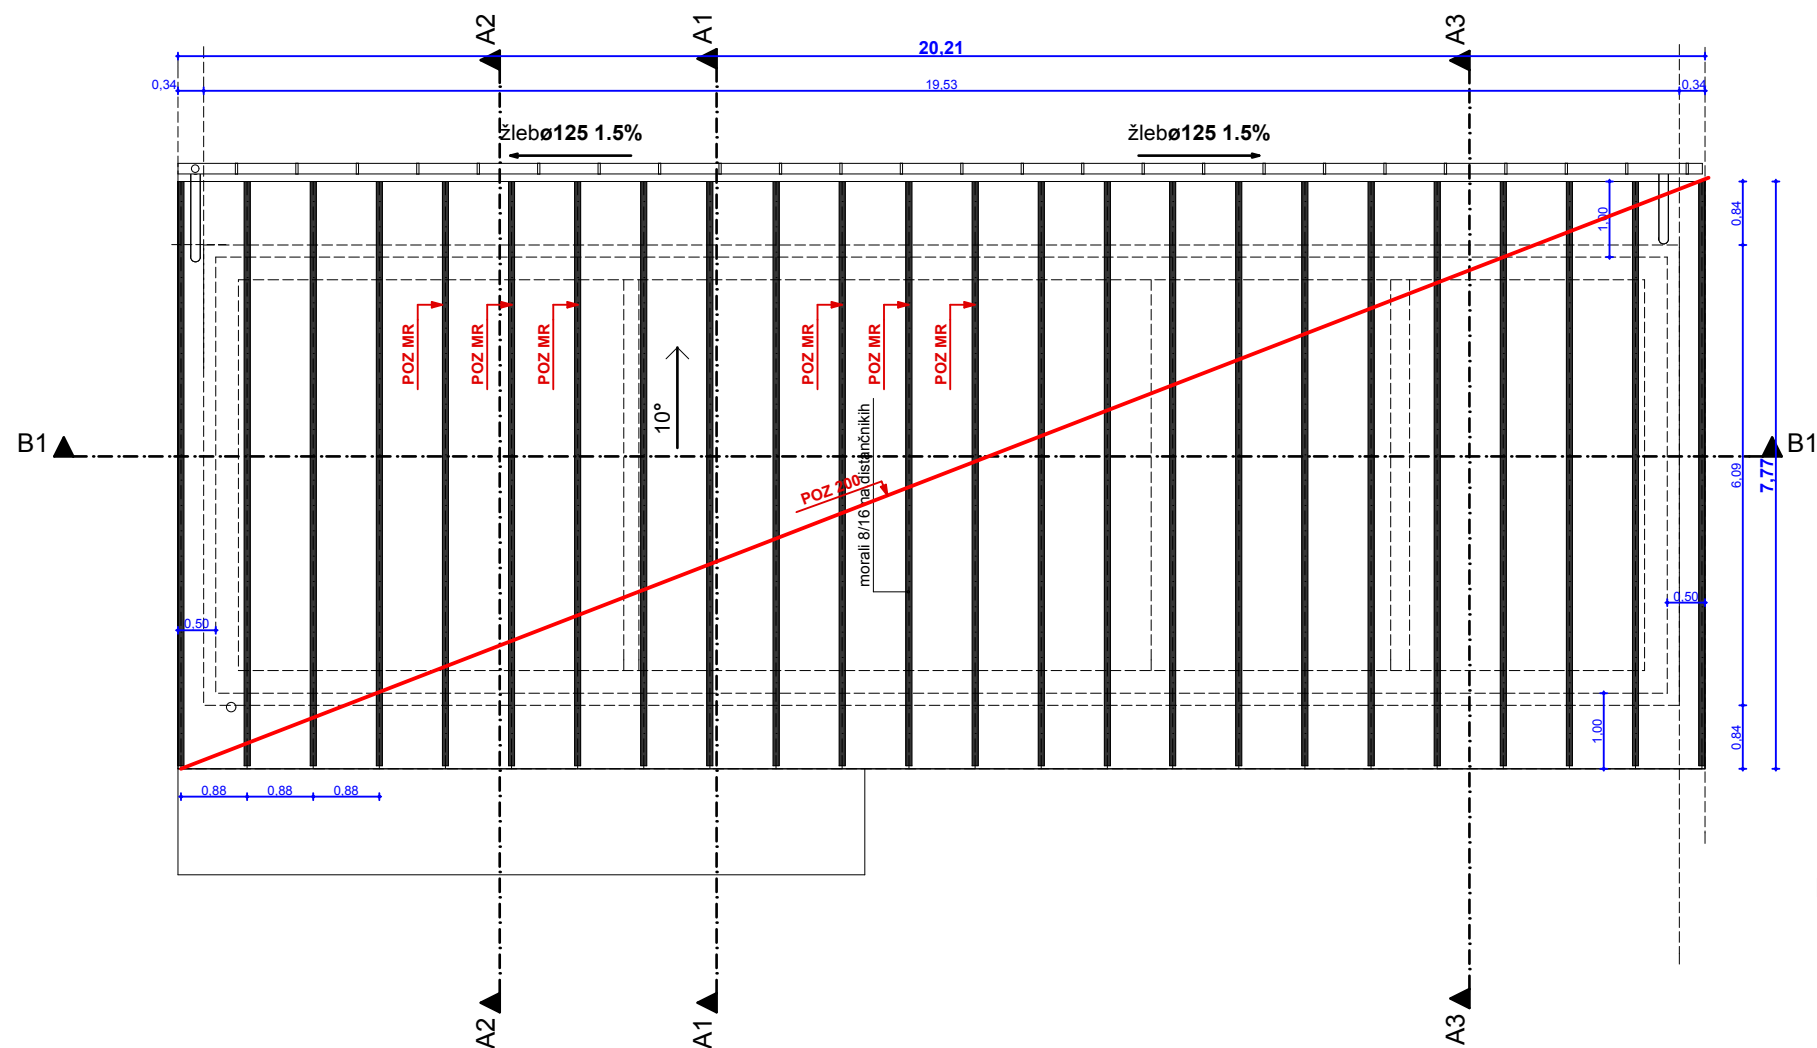 A2
A1
A3
20,21
0,34
19,53
0,34
žlebø125 1.5%
žlebø125 1.5%
1,00
0,84
POZ MR
POZ MR
POZ MR
POZ MR
POZ MR
POZ MR
10°
morali 8/16 na distančnikih
B1
B1
6,09
7,77
POZ 200
0,50
0,50
1,00
0,84
0,88
0,88
0,88
A2
A1
A3